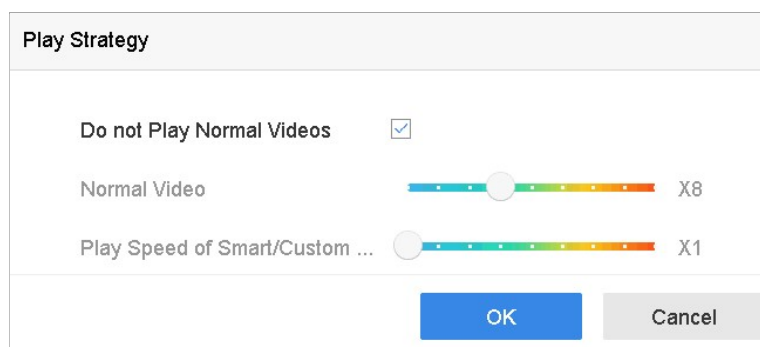 Play Strategy
Do not Play Normal Videos
Normal Video X8
Play Speed of Smart/Custom ... X1
OK Cancel